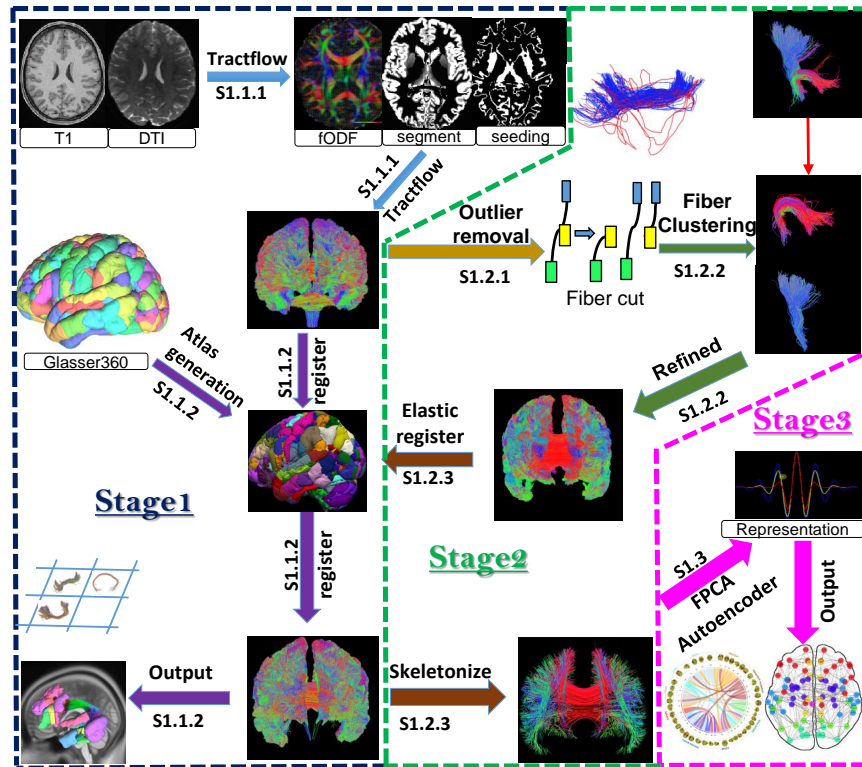 Tractflow
S1.1.1
T1
DTI
fODF
segment
seeding
S1.1.1
Tractflow
Outlier
removal
S1.2.1
Fiber cut
Fiber
Clustering
S1.2.2
Glasser360
Atlas
generation
S1.1.2
S1.1.2
register
Refined
S1.2.2
Elastic
register
S1.2.3
Stage1
Stage2
Stage3
Representation
S1.1.2
register
S1.3
FPCA
Autoencoder
Output
Output
S1.1.2
Skeletonize
S1.2.3